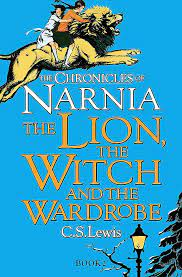 THE CHRONICLES OF
NARNIA
THE LION,
THE
WITCH
AND THE
WARDROBE
C.S.Lewis
BOOK 2